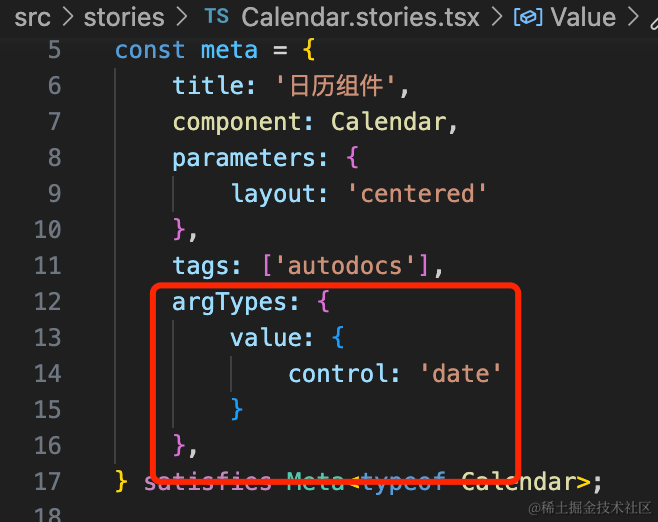 src > stories > TS Calendar.stories.tsx > Value >
5 const meta = {
6 title: '日历组件',
7 component: Calendar,
8 parameters: {
9 layout: 'centered'
10 },
11 tags: ['autodocs'],
12 argTypes: {
13 value: {
14 control: 'date'
15 }
16 },
17 } satisfies Meta<typeof Calendar>;
18
@稀土掘金技术社区